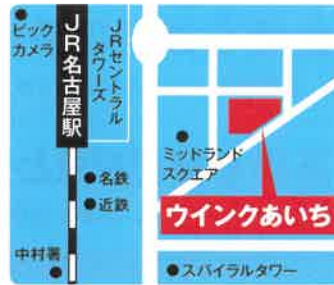 ビック
カメラ
JR名古屋駅
JRセントラル
タワーズ
ミッドランド
スクエア
名鉄
近鉄
ウインクあいち
中村署
スパイラルタワー